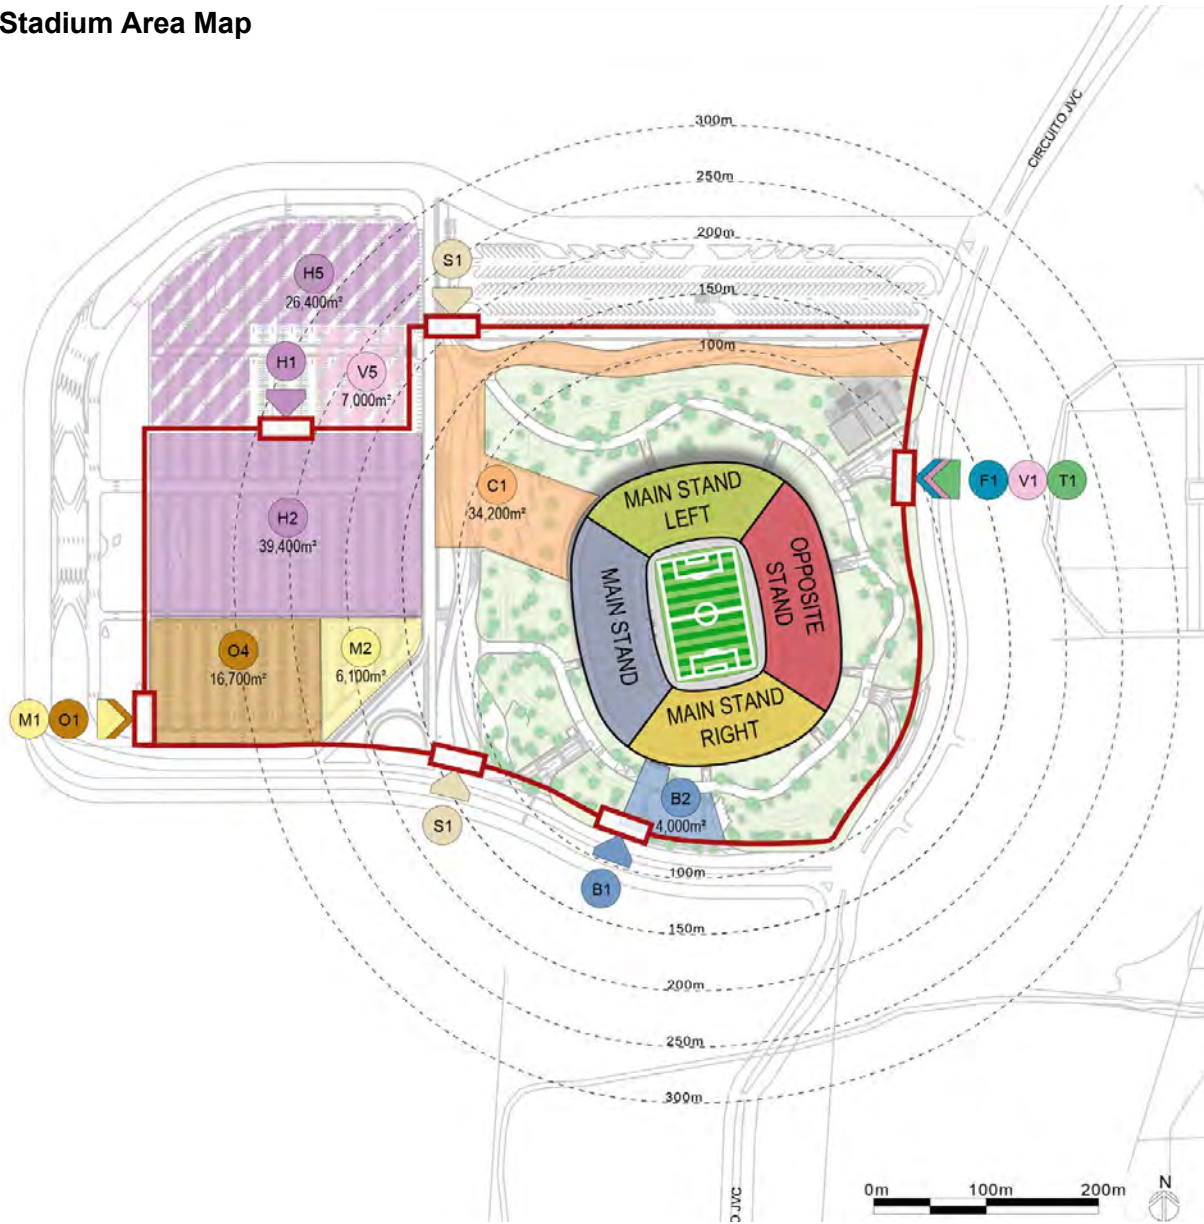 Stadium Area Map
CIRCUITO JVC
300m
250m
200m
150m
100m
S1
H5
26,400m²
H1
V5
7,000m²
C1
34,200m²
H2
39,400m²
F1 V1 T1
MAIN STAND
LEFT
OPPOSITE
STAND
MAIN STAND
MAIN STAND
RIGHT
O4
16,700m²
M2
6,100m²
M1 O1
S1
B2
4,000m²
B1
100m
150m
200m
250m
300m
O JVC
0m 100m 200m
N